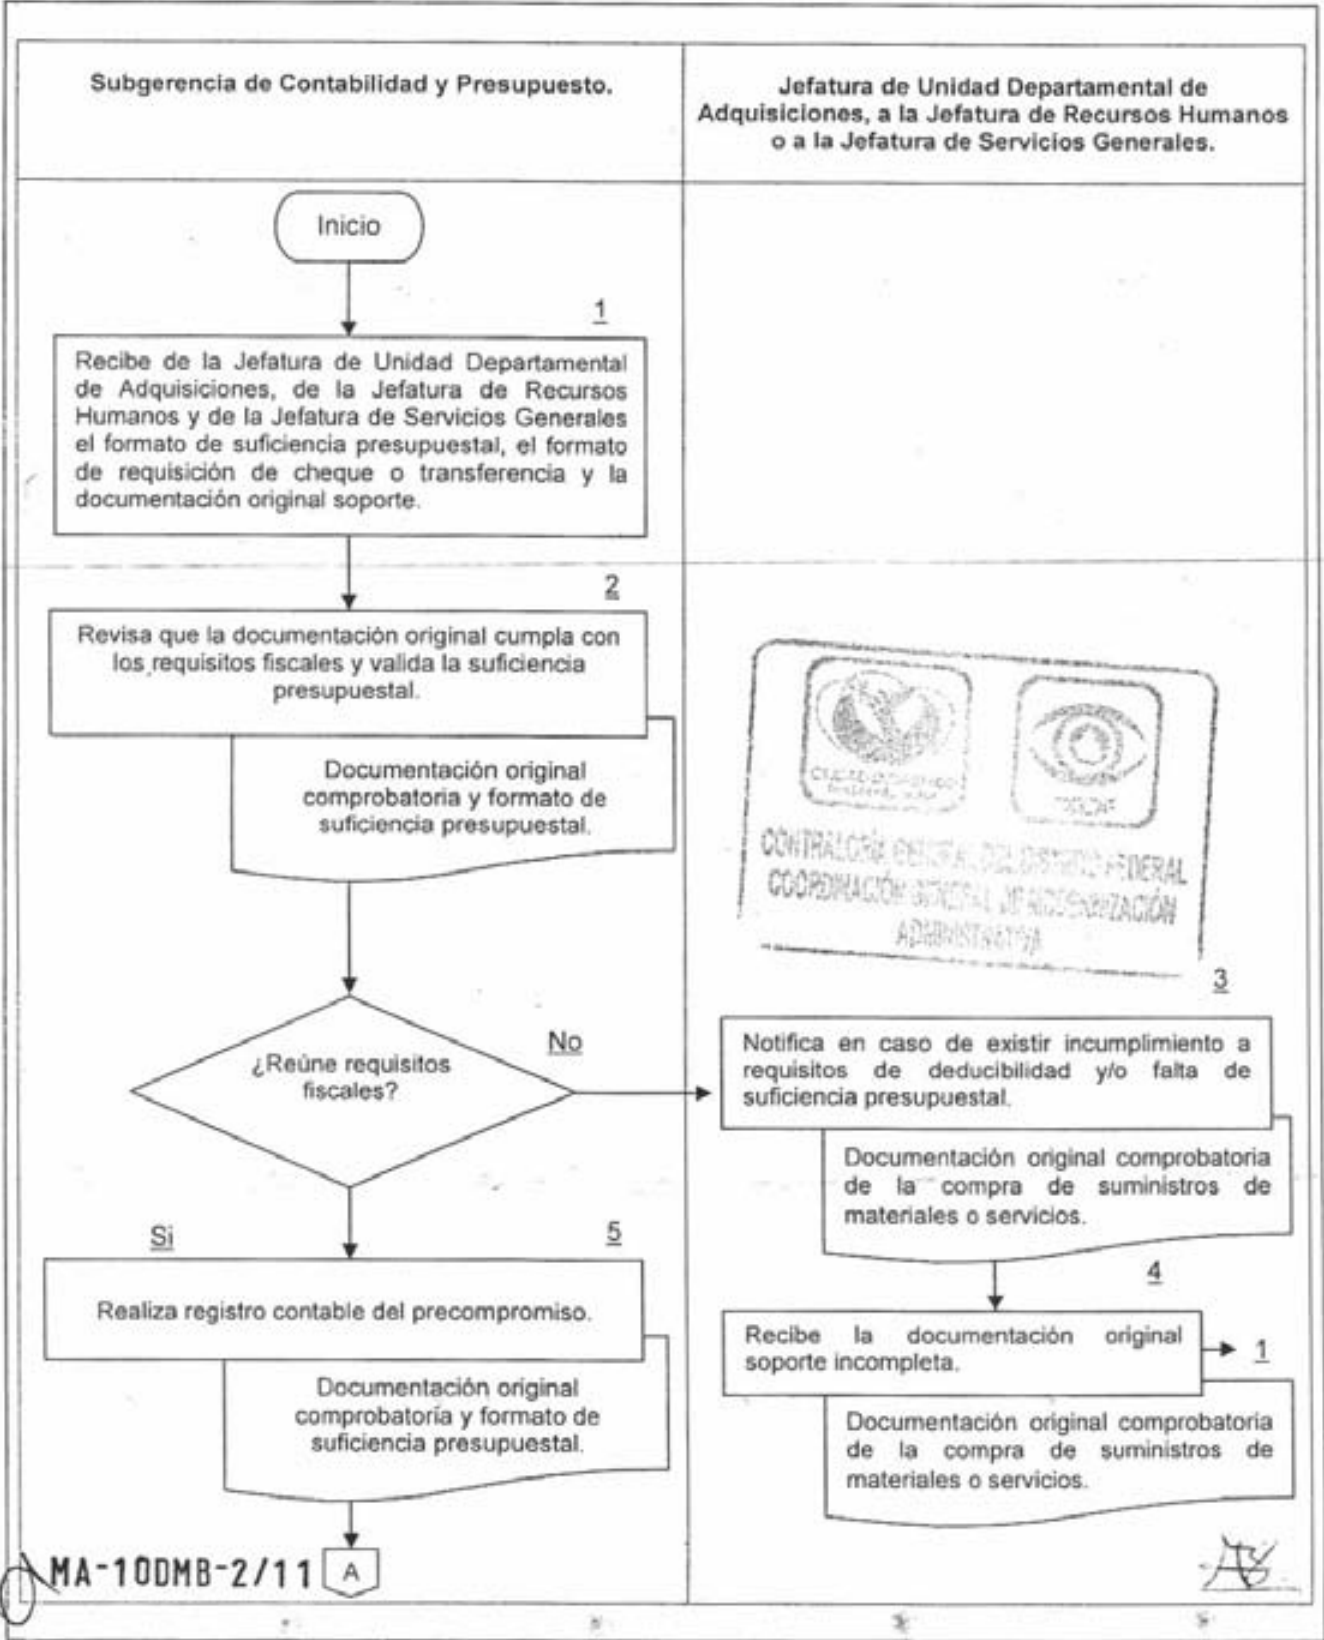 Subgerencia de Contabilidad y Presupuesto.
Jefatura de Unidad Departamental de
Adquisiciones, a la Jefatura de Recursos Humanos
o a la Jefatura de Servicios Generales.
Inicio
1
Recibe de la Jefatura de Unidad Departamental
de Adquisiciones, de la Jefatura de Recursos
Humanos y de la Jefatura de Servicios Generales
el formato de suficiencia presupuestal, el formato
de requisición de cheque o transferencia y la
documentación original soporte.
2
Revisa que la documentación original cumpla con
los requisitos fiscales y valida la suficiencia
presupuestal.
Documentación original
comprobatoria y formato de
suficiencia presupuestal.
CONTRALORÍA GENERAL DEL DISTRITO FEDERAL
COORDINACIÓN GENERAL DE MODERNIZACIÓN
ADMINISTRATIVA
¿Reúne requisitos
fiscales?
No
3
Notifica en caso de existir incumplimiento a
requisitos de deducibilidad y/o falta de
suficiencia presupuestal.
Documentación original comprobatoria
de la compra de suministros de
materiales o servicios.
Si
5
Realiza registro contable del precompromiso.
Documentación original
comprobatoria y formato de
suficiencia presupuestal.
4
Recibe la documentación original
soporte incompleta.
1
Documentación original comprobatoria
de la compra de suministros de
materiales o servicios.
MA-10DMB-2/11
A